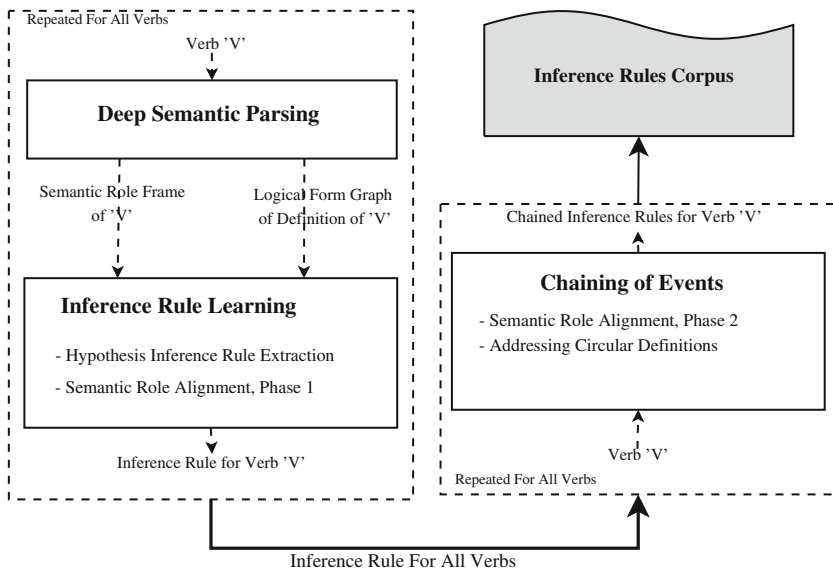 Repeated For All Verbs
Verb 'V'
Deep Semantic Parsing
Semantic Role Frame
of 'V'
Logical Form Graph
of Definition of 'V'
Inference Rule Learning
- Hypothesis Inference Rule Extraction
- Semantic Role Alignment, Phase 1
Inference Rule for Verb 'V'
Inference Rule For All Verbs
Inference Rules Corpus
Chained Inference Rules for Verb 'V'
Chaining of Events
- Semantic Role Alignment, Phase 2
- Addressing Circular Definitions
Verb 'V'
Repeated For All Verbs